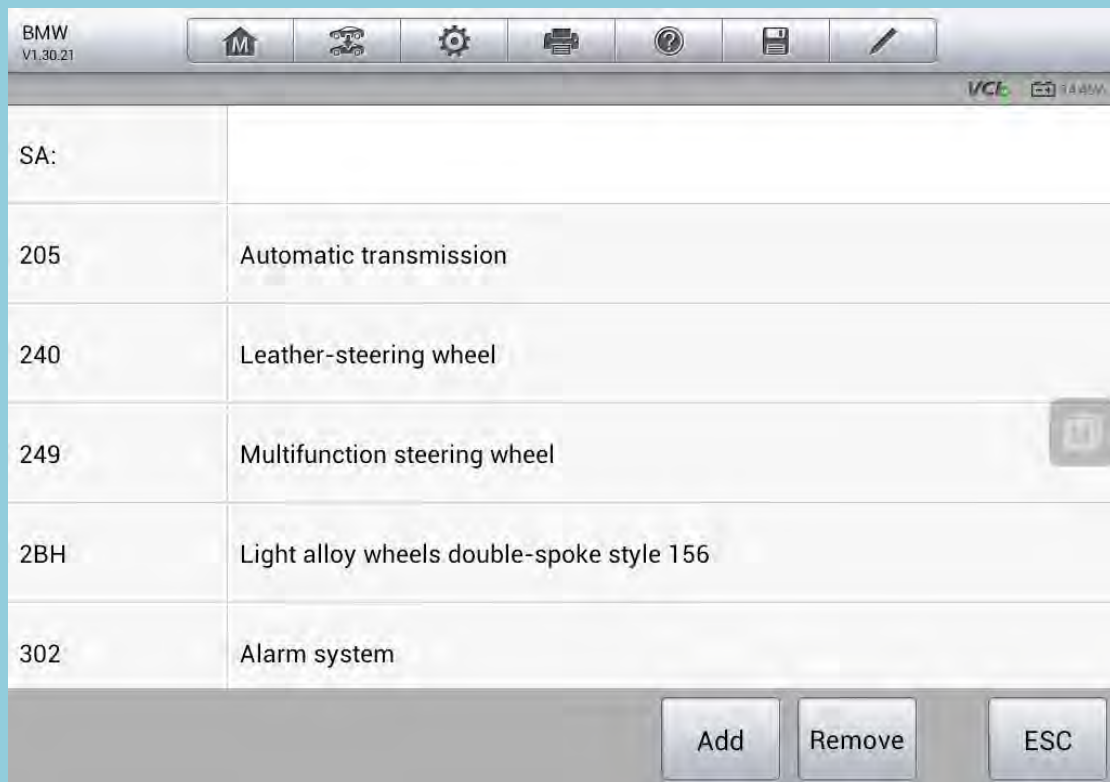 BMW
V1.30.21
M
?
VCI
SA:
205 Automatic transmission
240 Leather-steering wheel
249 Multifunction steering wheel
2BH Light alloy wheels double-spoke style 156
302 Alarm system
Add Remove ESC